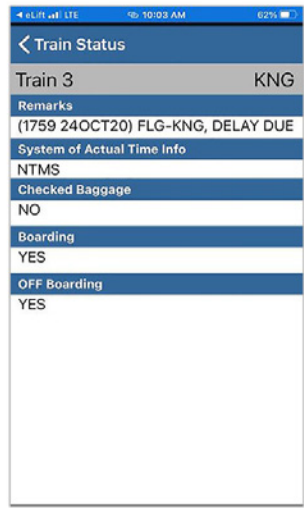 eLift LTE 10:03 AM 62%
Train Status
Train 3 KNG
Remarks
(1759 24OCT20) FLG-KNG, DELAY DUE
System of Actual Time Info
NTMS
Checked Baggage
NO
Boarding
YES
OFF Boarding
YES